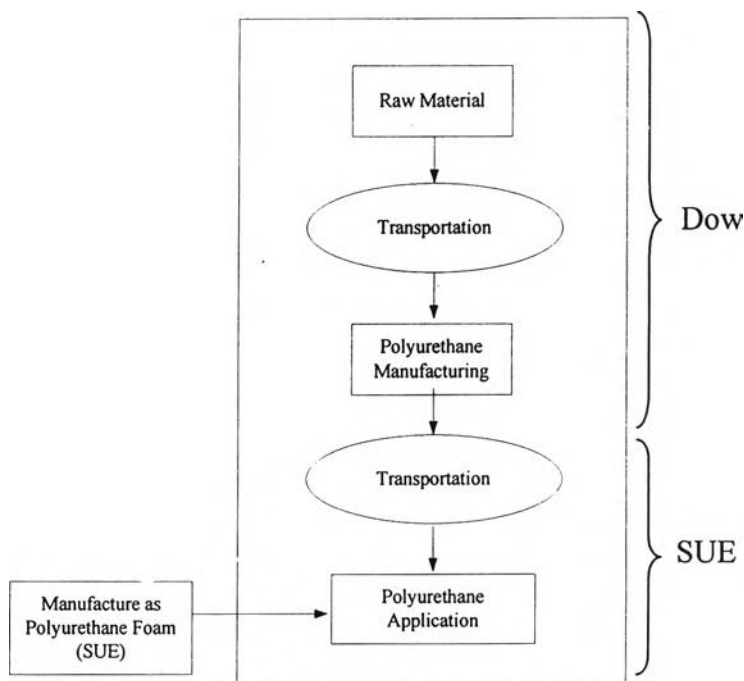 Raw Material
Transportation
Dow
Polyurethane
Manufacturing
Transportation
SUE
Manufacture as
Polyurethane Foam
(SUE)
Polyurethane
Application